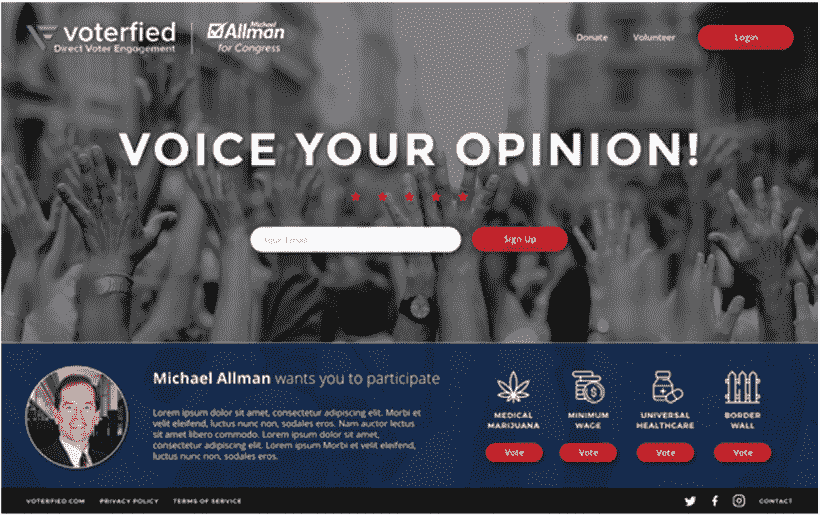 voterfied
Direct Voter Engagement
Michael
Allman
for Congress
Donate
Volunteer
Login
VOICE YOUR OPINION!
Your Email
Sign Up
Michael Allman wants you to participate
Lorem ipsum dolor sit amet, consectetur adipiscing elit. Morbi et
velit eleifend, luctus nunc non, sodales eros. Nam auctor lectus
sit amet libero commodo. Lorem ipsum dolor sit amet,
consectetur adipiscing elit. Lorem ipsum Morbi et velit eleifend,
luctus nunc non, sodales eros.
MEDICAL
MARIJUANA
Vote
MINIMUM
WAGE
Vote
UNIVERSAL
HEALTHCARE
Vote
BORDER
WALL
Vote
VOTERFIED.COM
PRIVACY POLICY
TERMS OF SERVICE
CONTACT